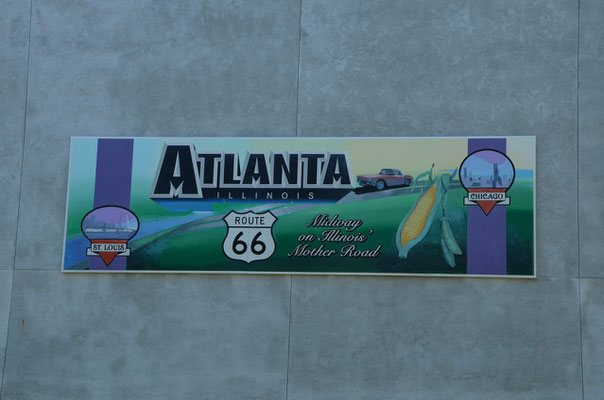 ATLANTA
ILLINOIS
ROUTE
66
Midway
on Illinois'
Mother Road
ST. LOUIS
CHICAGO